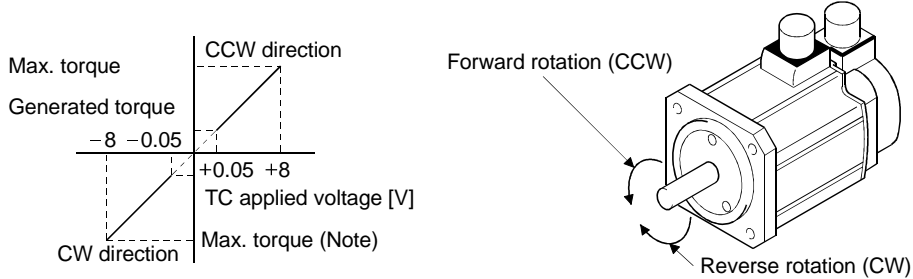 CCW direction
Max. torque
Generated torque
−8 −0.05
+0.05 +8
TC applied voltage [V]
Max. torque (Note)
CW direction
Forward rotation (CCW)
Reverse rotation (CW)